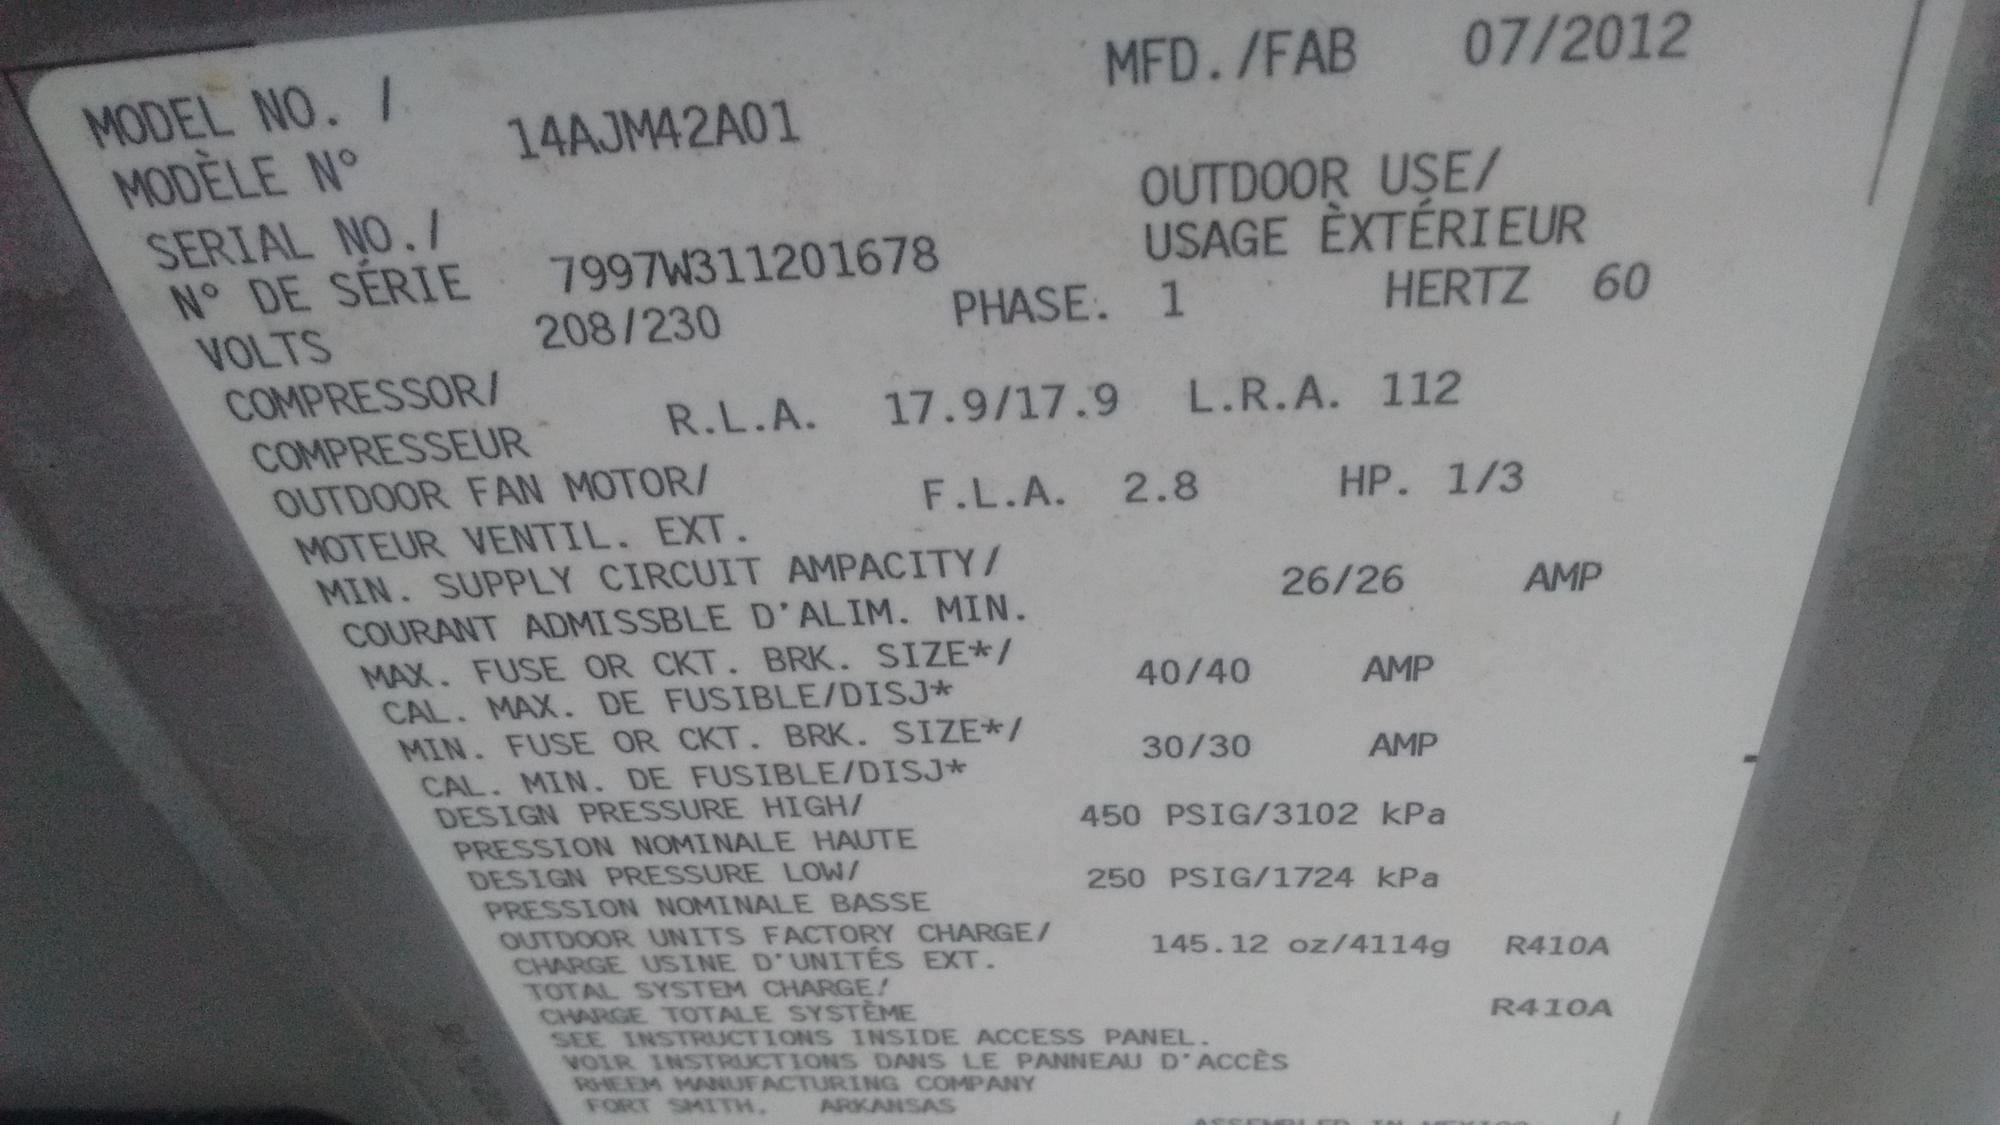 MFD./FAB 07/2012
MODEL NO. / 14AJM42A01
MODÈLE N°
OUTDOOR USE/
SERIAL NO./ USAGE ÈXTÉRIEUR
N° DE SÉRIE 7997W311201678
VOLTS 208/230 PHASE. 1 HERTZ 60
COMPRESSOR/
COMPRESSEUR R.L.A. 17.9/17.9 L.R.A. 112
OUTDOOR FAN MOTOR/ F.L.A. 2.8 HP. 1/3
MOTEUR VENTIL. EXT.
MIN. SUPPLY CIRCUIT AMPACITY/ 26/26 AMP
COURANT ADMISSBLE D'ALIM. MIN.
MAX. FUSE OR CKT. BRK. SIZE*/ 40/40 AMP
CAL. MAX. DE FUSIBLE/DISJ*
MIN. FUSE OR CKT. BRK. SIZE*/ 30/30 AMP
CAL. MIN. DE FUSIBLE/DISJ*
DESIGN PRESSURE HIGH/ 450 PSIG/3102 kPa
PRESSION NOMINALE HAUTE
DESIGN PRESSURE LOW/ 250 PSIG/1724 kPa
PRESSION NOMINALE BASSE
OUTDOOR UNITS FACTORY CHARGE/ 145.12 oz/4114g R410A
CHARGE USINE D'UNITÉS EXT.
TOTAL SYSTEM CHARGE/
CHARGE TOTALE SYSTÈME R410A
SEE INSTRUCTIONS INSIDE ACCESS PANEL.
VOIR INSTRUCTIONS DANS LE PANNEAU D'ACCÈS
RHEEM MANUFACTURING COMPANY
FORT SMITH, ARKANSAS
ASSEMBLED IN MEXICO